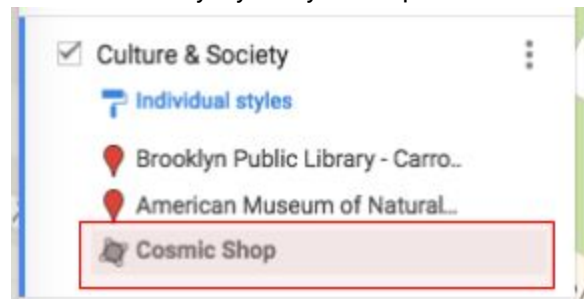 Culture & Society
Individual styles
Brooklyn Public Library - Carro..
American Museum of Natural...
Cosmic Shop